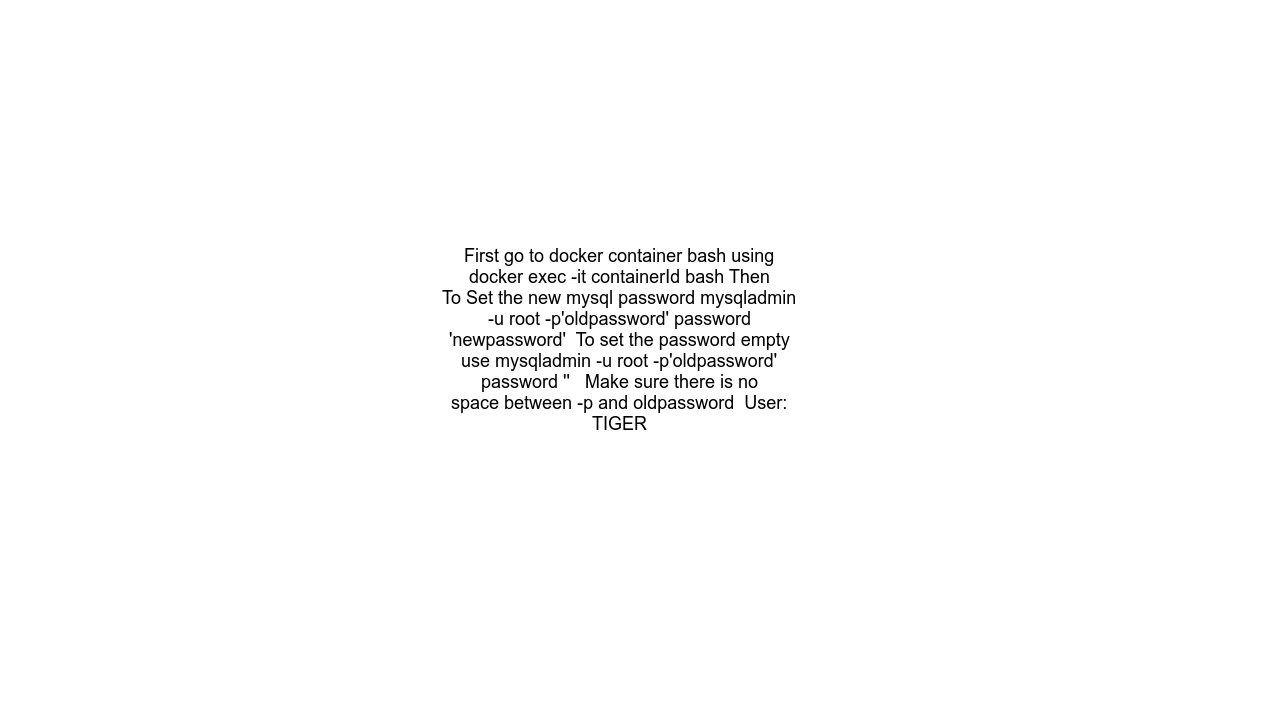 First go to docker container bash using
docker exec -it containerId bash Then
To Set the new mysql password mysqladmin
-u root -p'oldpassword' password
'newpassword'  To set the password empty
use mysqladmin -u root -p'oldpassword'
password ''   Make sure there is no
space between -p and oldpassword  User:
TIGER